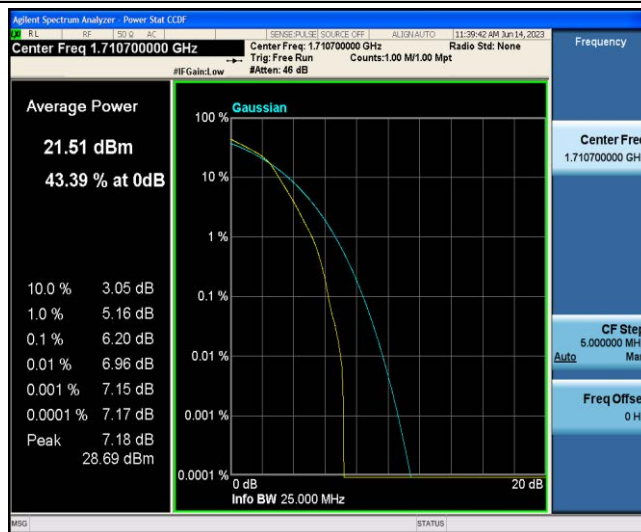 Agilent Spectrum Analyzer - Power Stat CCDF
RL RF 50 Ω AC SENSE:PULSE SOURCE OFF ALIGN AUTO 11:39:42 AM Jun 14, 2023
Center Freq 1.710700000 GHz
Center Freq: 1.710700000 GHz Radio Std: None
Trig: Free Run Counts:1.00 M/1.00 Mpt
#IFGain:Low #Atten: 46 dB
Frequency
Average Power
21.51 dBm
43.39 % at 0dB
10.0 % 3.05 dB
1.0 % 5.16 dB
0.1 % 6.20 dB
0.01 % 6.96 dB
0.001 % 7.15 dB
0.0001 % 7.17 dB
Peak 7.18 dB
28.69 dBm
Gaussian
100 %
10 %
1 %
0.1 %
0.01 %
0.001 %
0.0001 %
0 dB 20 dB
Info BW 25.000 MHz
Center Fre
1.710700000 GH
CF Step
5.000000 MH
Auto Ma
Freq Offse
0 H
MSG STATUS